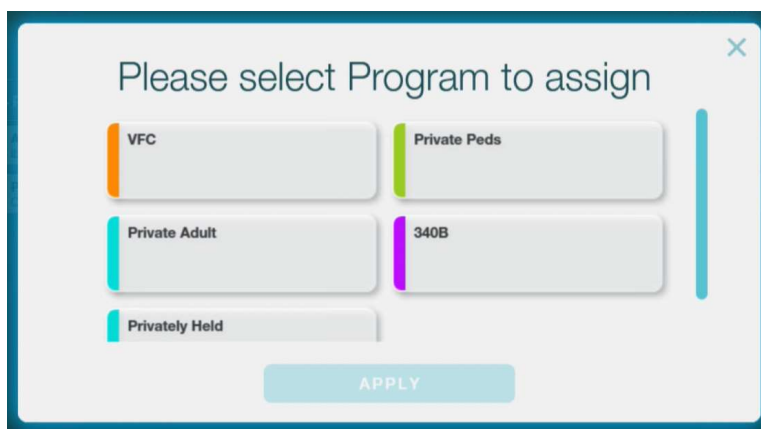 Please select Program to assign
VFC
Private Peds
Private Adult
340B
Privately Held
APPLY